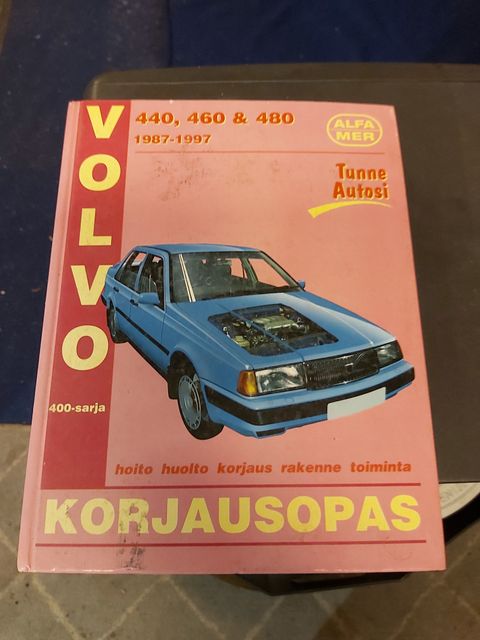 VOLVO
440, 460 & 480
1987-1997
ALFA
MER
Tunne
Autosi
400-sarja
hoito huolto korjaus rakenne toiminta
KORJAUSOPAS